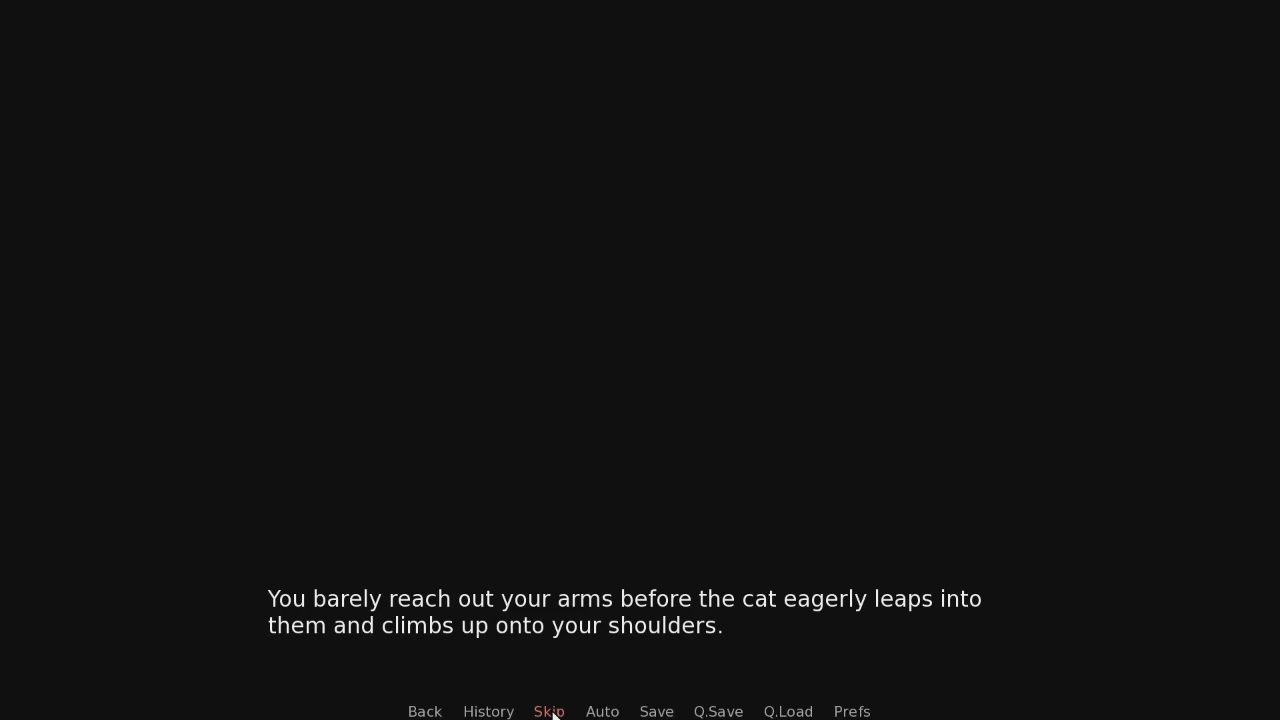 You barely reach out your arms before the cat eagerly leaps into
them and climbs up onto your shoulders.
Back History Skip Auto Save Q.Save Q.Load Prefs